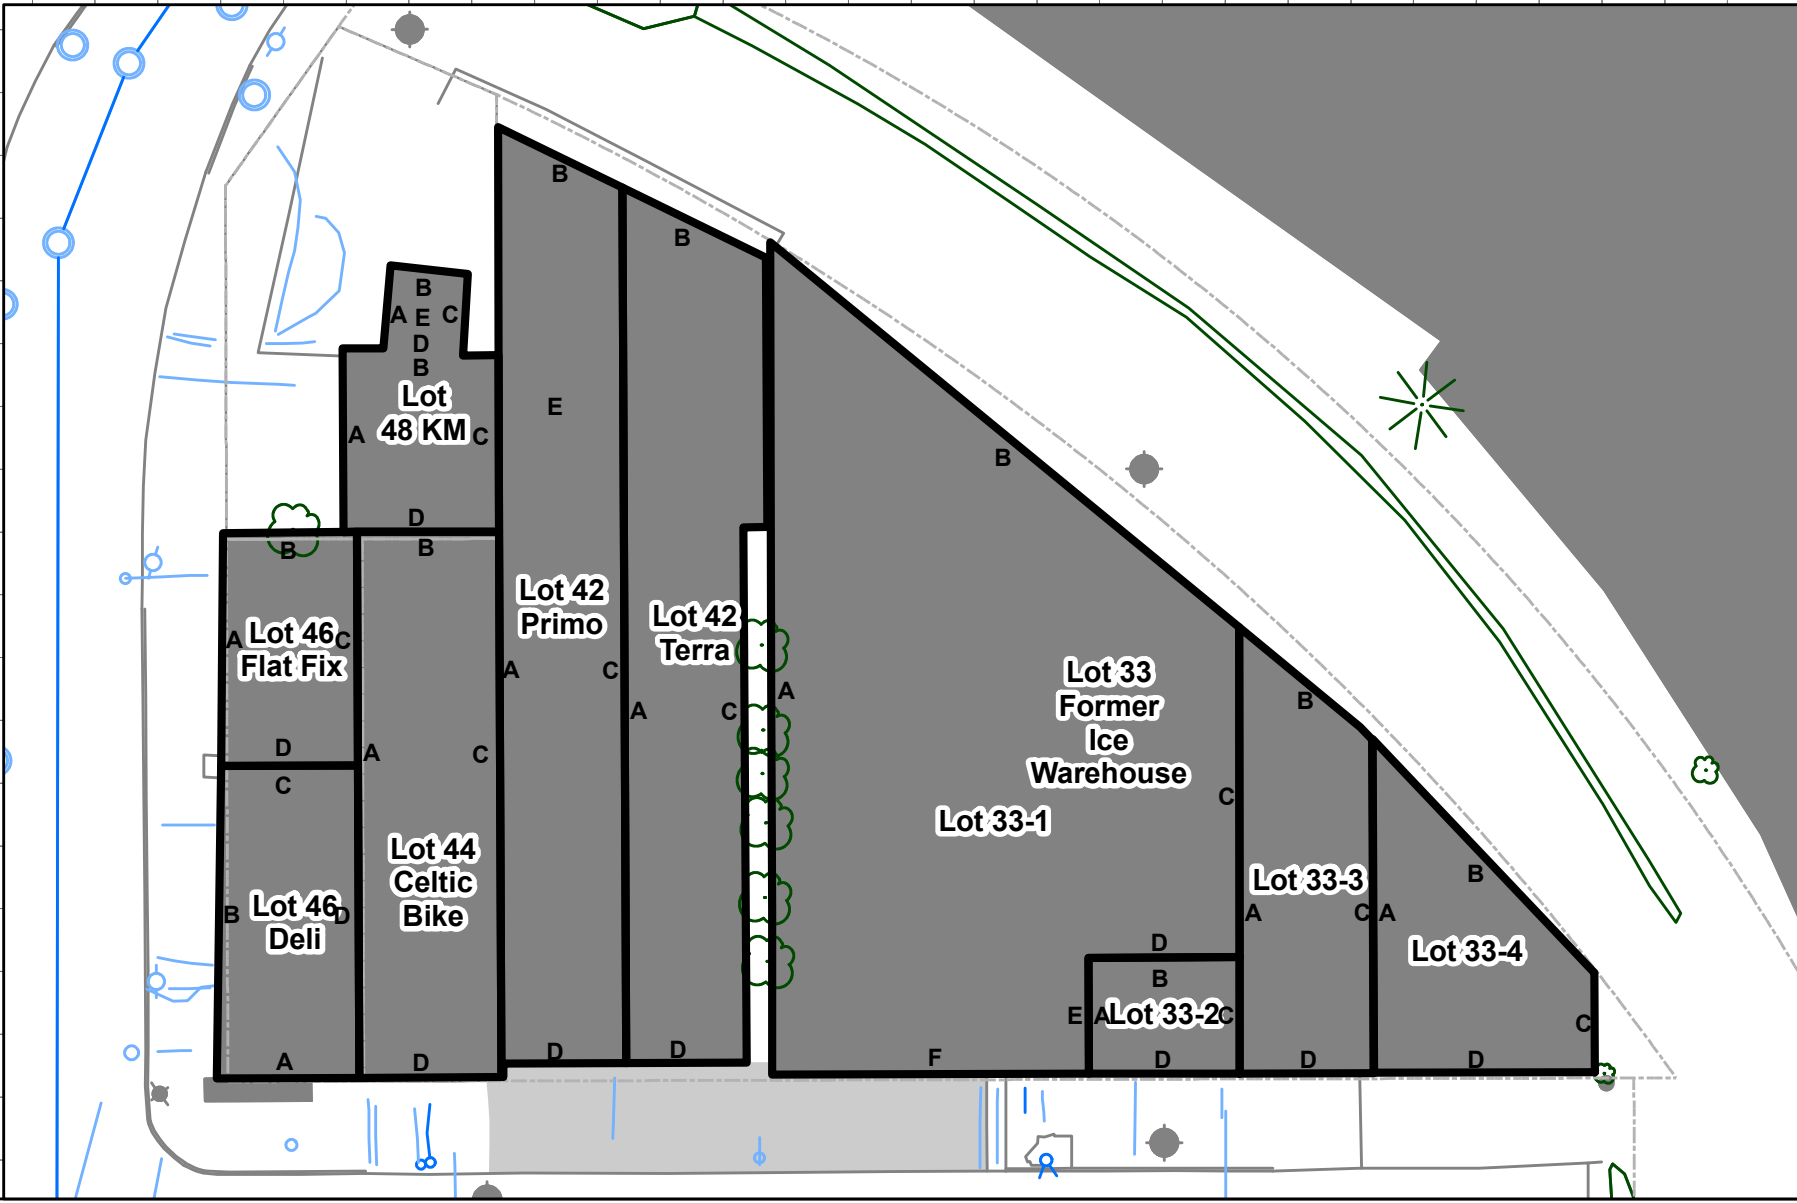 B
B
B
A E C
D
B
Lot
48 KM
A
C
D
E
B
B
B
Lot 42
Primo
A
C
Lot 42
Terra
A
C
A
Lot 46
Flat Fix
A
C
D
C
Lot 46
Deli
B
D
A
A
C
Lot 44
Celtic
Bike
D
D
D
Lot 33
Former
Ice
Warehouse
Lot 33-1
C
D
E
F
B
Lot 33-2
A
C
D
B
Lot 33-3
A
C
D
B
Lot 33-4
A
C
D